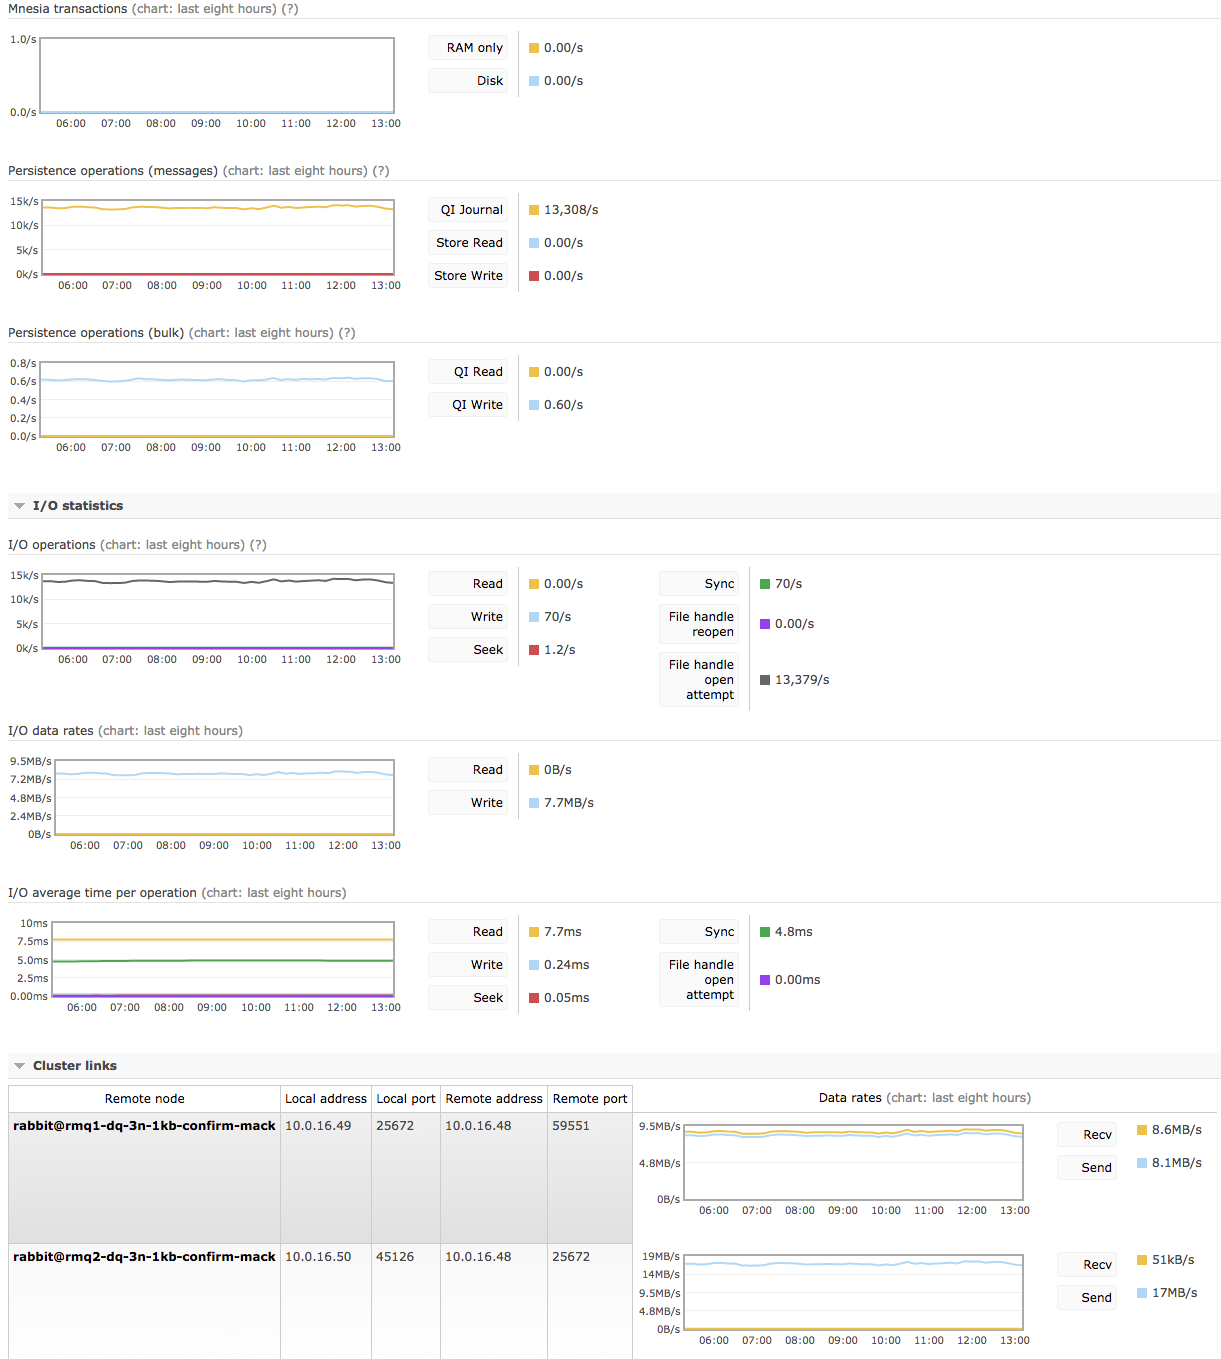 Mnesia transactions (chart: last eight hours) (?)
1.0/s
0.0/s
06:00 07:00 08:00 09:00 10:00 11:00 12:00 13:00
RAM only 0.00/s
Disk 0.00/s
Persistence operations (messages) (chart: last eight hours) (?)
15k/s
10k/s
5k/s
0k/s
06:00 07:00 08:00 09:00 10:00 11:00 12:00 13:00
QI Journal 13,308/s
Store Read 0.00/s
Store Write 0.00/s
Persistence operations (bulk) (chart: last eight hours) (?)
0.8/s
0.6/s
0.4/s
0.2/s
0.0/s
06:00 07:00 08:00 09:00 10:00 11:00 12:00 13:00
QI Read 0.00/s
QI Write 0.60/s
I/O statistics
I/O operations (chart: last eight hours) (?)
15k/s
10k/s
5k/s
0k/s
06:00 07:00 08:00 09:00 10:00 11:00 12:00 13:00
Read 0.00/s
Write 70/s
Seek 1.2/s
Sync 70/s
File handle
reopen 0.00/s
File handle
open 13,379/s
attempt
I/O data rates (chart: last eight hours)
9.5MB/s
7.2MB/s
4.8MB/s
2.4MB/s
0B/s
06:00 07:00 08:00 09:00 10:00 11:00 12:00 13:00
Read 0B/s
Write 7.7MB/s
I/O average time per operation (chart: last eight hours)
10ms
7.5ms
5.0ms
2.5ms
0.00ms
06:00 07:00 08:00 09:00 10:00 11:00 12:00 13:00
Read 7.7ms
Write 0.24ms
Seek 0.05ms
Sync 4.8ms
File handle
open 0.00ms
attempt
Cluster links
Remote node Local address Local port Remote address Remote port Data rates (chart: last eight hours)
rabbit@rmq1-dq-3n-1kb-confirm-mack 10.0.16.49 25672 10.0.16.48 59551
9.5MB/s
4.8MB/s
0B/s
06:00 07:00 08:00 09:00 10:00 11:00 12:00 13:00
Recv 8.6MB/s
Send 8.1MB/s
rabbit@rmq2-dq-3n-1kb-confirm-mack 10.0.16.50 45126 10.0.16.48 25672
19MB/s
14MB/s
9.5MB/s
4.8MB/s
0B/s
06:00 07:00 08:00 09:00 10:00 11:00 12:00 13:00
Recv 51kB/s
Send 17MB/s